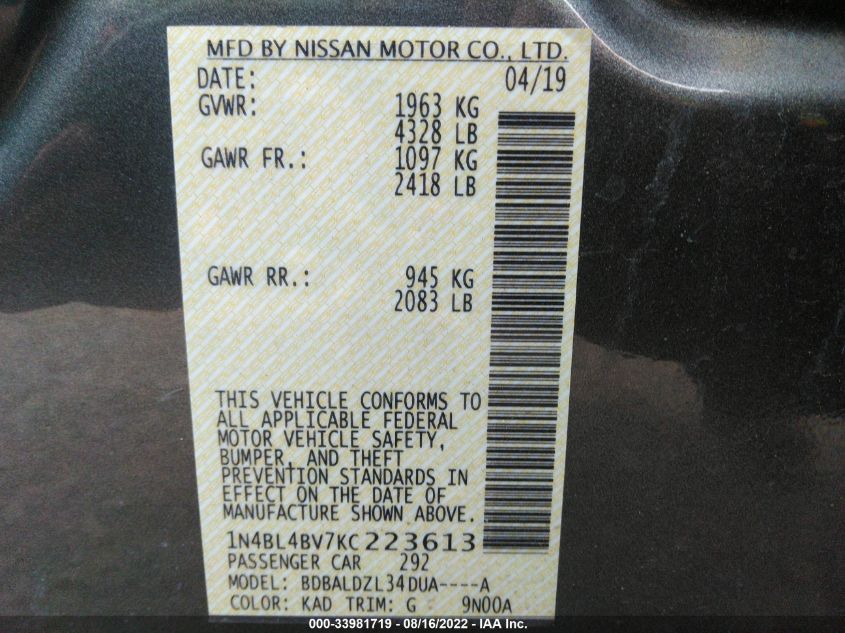 MFD BY NISSAN MOTOR CO., LTD.
DATE: 04/19
GVWR: 1963 KG
4328 LB
GAWR FR.: 1097 KG
2418 LB
GAWR RR.: 945 KG
2083 LB
THIS VEHICLE CONFORMS TO
ALL APPLICABLE FEDERAL
MOTOR VEHICLE SAFETY,
BUMPER, AND THEFT
PREVENTION STANDARDS IN
EFFECT ON THE DATE OF
MANUFACTURE SHOWN ABOVE.
1N4BL4BV7KC223613
PASSENGER CAR 292
MODEL: BDBALDZL34DUA----A
COLOR: KAD TRIM: G 9N00A
000-33981719 - 08/16/2022 - IAA Inc.